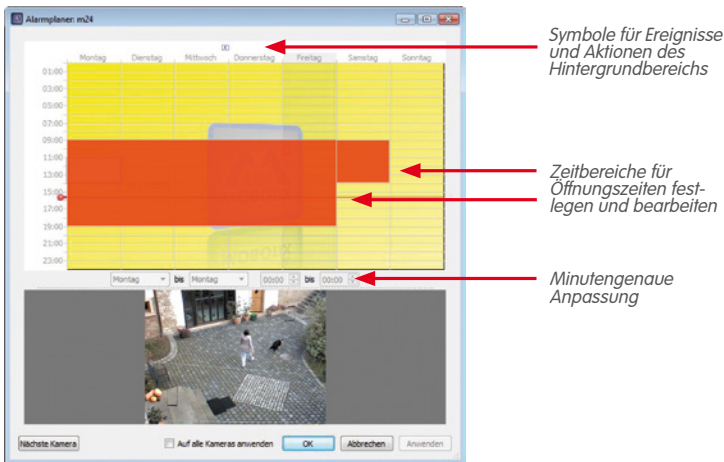 Alarmplaner: m24
Symbole für Ereignisse
und Aktionen des
Hintergrundbereichs
Montag Dienstag Mittwoch Donnerstag Freitag Samstag Sonntag
01:00
03:00
05:00
07:00
09:00
11:00
13:00
15:00
17:00
19:00
21:00
23:00
Zeitbereiche für
Öffnungszeiten fest-
legen und bearbeiten
Montag bis Montag 00:00 bis 00:00
Minutengenaue
Anpassung
Nächste Kamera Auf alle Kameras anwenden OK Abbrechen Anwenden